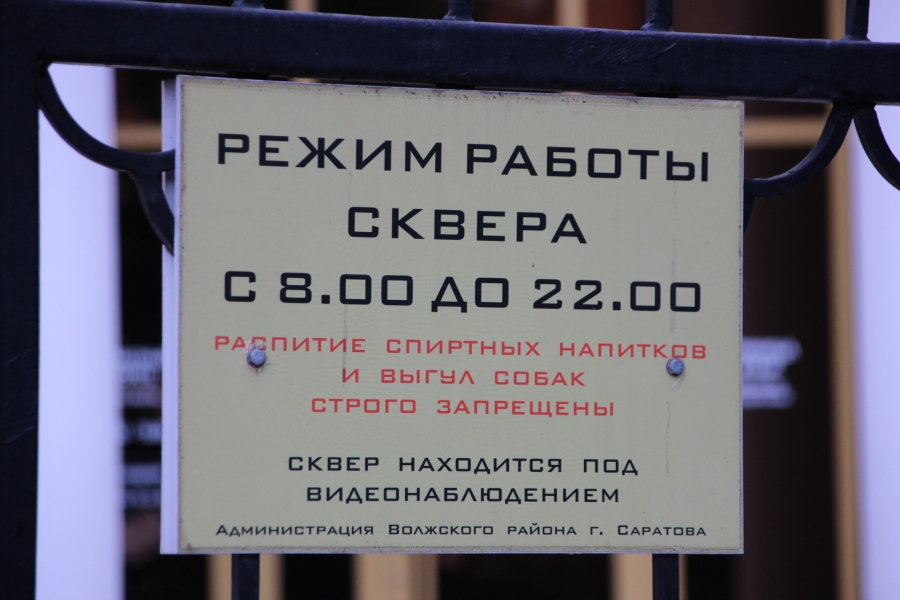 РЕЖИМ РАБОТЫ
СКВЕРА
С 8.00 ДО 22.00
РАСПИТИЕ СПИРТНЫХ НАПИТКОВ
И ВЫГУЛ СОБАК
СТРОГО ЗАПРЕЩЕНЫ
СКВЕР НАХОДИТСЯ ПОД
ВИДЕОНАБЛЮДЕНИЕМ
Администрация Волжского района г. Саратова